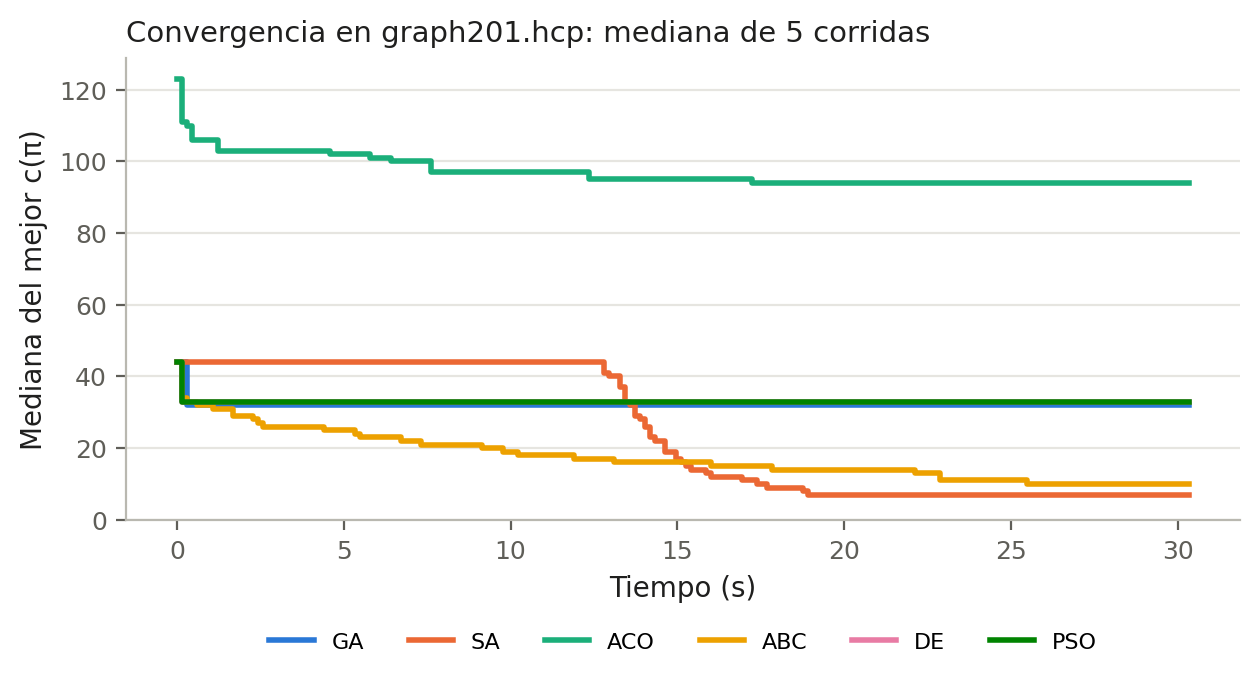 Convergencia en graph201.hcp: mediana de 5 corridas
Mediana del mejor c(π)
120
100
80
60
40
20
0
0 5 10 15 20 25 30
Tiempo (s)
GA SA ACO ABC DE PSO